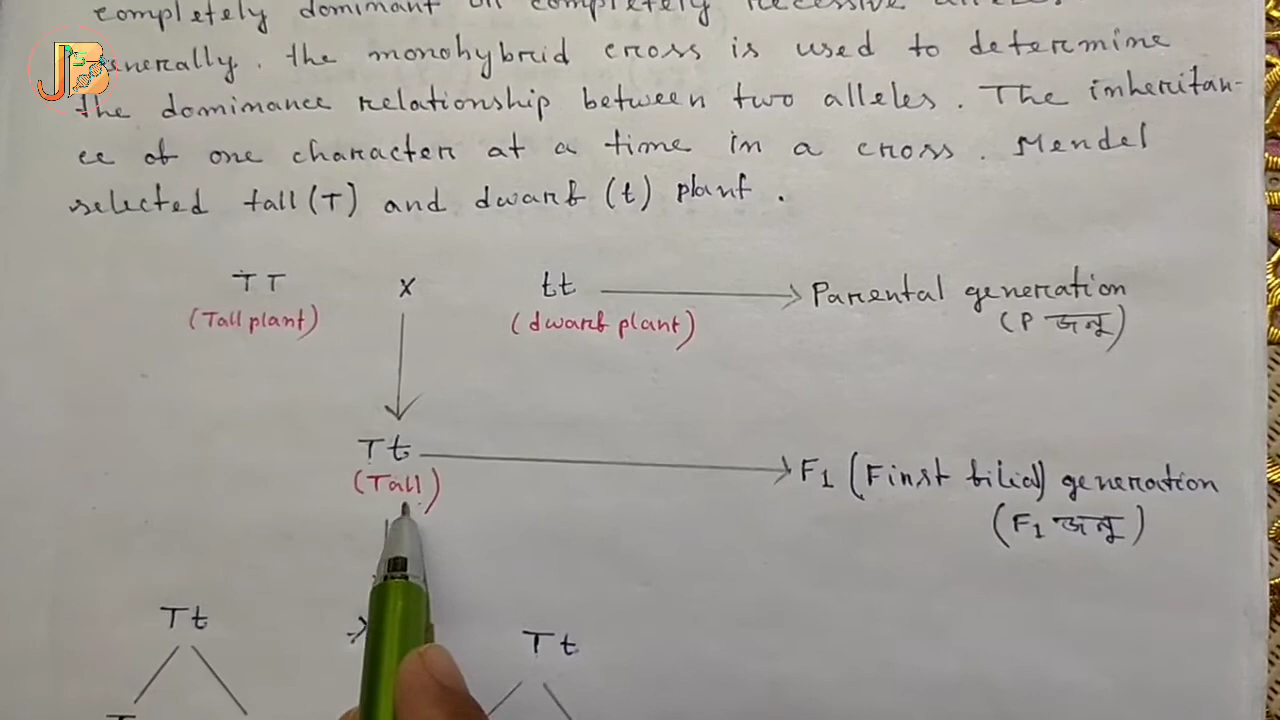 completely dominant or completely recessive alleles
Generally, the monohybrid cross is used to determine
the dominance relationship between two alleles. The inheritan-
ce of one character at a time in a cross. Mendel
selected tall (T) and dwarf (t) plant.
TT x tt Parental generation
(Tall plant) (dwarf plant) (P जनू)
Tt F1 (First filial) generation
(Tall) (F1 जनू)
Tt Tt
T
JB